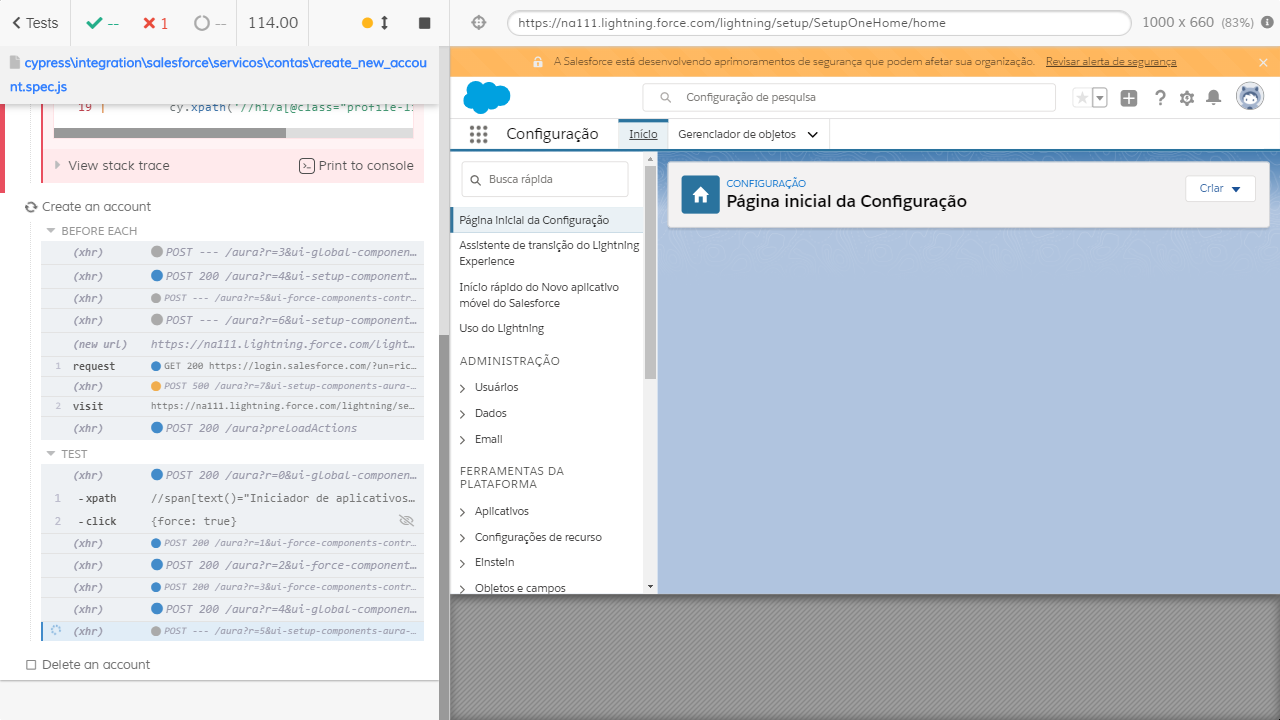 Tests
--
1
--
114.00
cypress\integration\salesforce\servicos\contas\create_new_accou
nt.spec.js
19 | cy.xpath('//h1/a[@class="profile-li
View stack trace
Print to console
Create an account
BEFORE EACH
(xhr) POST --- /aura?r=3&ui-global-componen…
(xhr) POST 200 /aura?r=4&ui-setup-component…
(xhr) POST --- /aura?r=5&ui-force-components-contr…
(xhr) POST --- /aura?r=6&ui-setup-component…
(new url) https://na111.lightning.force.com/light…
1 request GET 200 https://login.salesforce.com/?un=ric…
(xhr) POST 500 /aura?r=7&ui-setup-components-aura-…
2 visit https://na111.lightning.force.com/lightning/se…
(xhr) POST 200 /aura?preloadActions
TEST
(xhr) POST 200 /aura?r=0&ui-global-componen…
1 -xpath //span[text()="Iniciador de aplicativos…
2 -click {force: true}
(xhr) POST 200 /aura?r=1&ui-force-components-contr…
(xhr) POST 200 /aura?r=2&ui-force-component…
(xhr) POST 200 /aura?r=3&ui-force-components-contr…
(xhr) POST 200 /aura?r=4&ui-global-componen…
(xhr) POST --- /aura?r=5&ui-setup-components-aura-…
Delete an account
https://na111.lightning.force.com/lightning/setup/SetupOneHome/home
1000 x 660 (83%)
A Salesforce está desenvolvendo aprimoramentos de segurança que podem afetar sua organização. Revisar alerta de segurança
Configuração de pesquisa
Configuração
Início
Gerenciador de objetos
Busca rápida
Página inicial da Configuração
Assistente de transição do Lightning
Experience
Início rápido do Novo aplicativo
móvel do Salesforce
Uso do Lightning
ADMINISTRAÇÃO
Usuários
Dados
Email
FERRAMENTAS DA
PLATAFORMA
Aplicativos
Configurações de recurso
Einstein
Objetos e campos
CONFIGURAÇÃO
Página inicial da Configuração
Criar